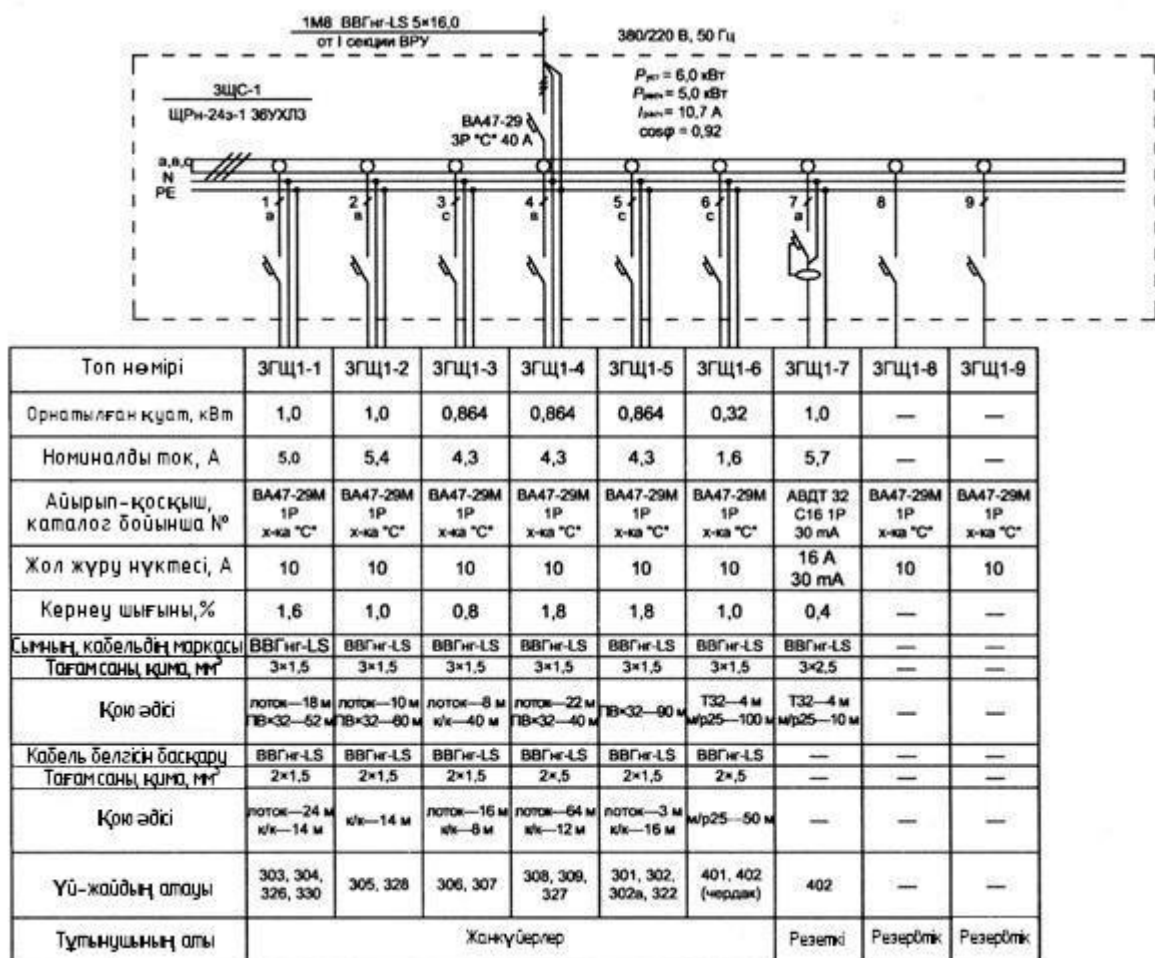 1М8 ВВГнг-LS 5×16,0
от I секции ВРУ
380/220 В, 50 Гц
Pуст = 6,0 кВт
Pрасч = 5,0 кВт
Iрасч = 10,7 А
cosφ = 0,92
ЗЩС-1
ЩРн-24з-1 36УХЛ3
ВА47-29
3Р "С" 40 А
а,в,с
N
PE
1 2 3 4 5 6 7 8 9
а в с в с с а
Топ нөмірі ЗГЩ1-1 ЗГЩ1-2 ЗГЩ1-3 ЗГЩ1-4 ЗГЩ1-5 ЗГЩ1-6 ЗГЩ1-7 ЗГЩ1-8 ЗГЩ1-9
Орнатылған қуат, кВт 1,0 1,0 0,864 0,864 0,864 0,32 1,0 — —
Номиналды ток, А 5,0 5,4 4,3 4,3 4,3 1,6 5,7 — —
Айырып-қосқыш, ВА47-29М ВА47-29М ВА47-29М ВА47-29М ВА47-29М ВА47-29М АВДТ 32 ВА47-29М ВА47-29М
каталог бойынша № 1Р 1Р 1Р 1Р 1Р 1Р С16 1Р 1Р 1Р
х-ка "С" х-ка "С" х-ка "С" х-ка "С" х-ка "С" х-ка "С" 30 mA х-ка "С" х-ка "С"
Жол жүру нүктесі, А 10 10 10 10 10 10 16 А 10 10
30 mA
Кернеу шығыны,% 1,6 1,0 0,8 1,8 1,8 1,0 0,4 — —
Сымның, кабельдің маркасы ВВГнг-LS ВВГнг-LS ВВГнг-LS ВВГнг-LS ВВГнг-LS ВВГнг-LS ВВГнг-LS — —
Тағам саны, қима, мм³ 3×1,5 3×1,5 3×1,5 3×1,5 3×1,5 3×1,5 3×2,5 — —
Қою әдісі лоток—18 м лоток—10 м лоток—8 м лоток—22 м ПВ×32—90 м Т32—4 м Т32—4 м — —
ПВ×32—52 м ПВ×32—60 м к/к—40 м ПВ×32—40 м м/р25—100 м м/р25—10 м
Кабель белгісін басқару ВВГнг-LS ВВГнг-LS ВВГнг-LS ВВГнг-LS ВВГнг-LS ВВГнг-LS — — —
Тағам саны, қима, мм³ 2×1,5 2×1,5 2×1,5 2×,5 2×1,5 2×,5 — — —
Қою әдісі лоток—24 м к/к—14 м лоток—16 м лоток—64 м лоток—3 м м/р25—50 м — — —
к/к—14 м к/к—8 м к/к—12 м к/к—16 м
Үй-жайдың атауы 303, 304, 305, 328 306, 307 308, 309, 301, 302, 401, 402 402 — —
326, 330 327 302а, 322 (чердак)
Тұтынушының аты Жанкүйерлер Резеткі Резервтік Резервтік